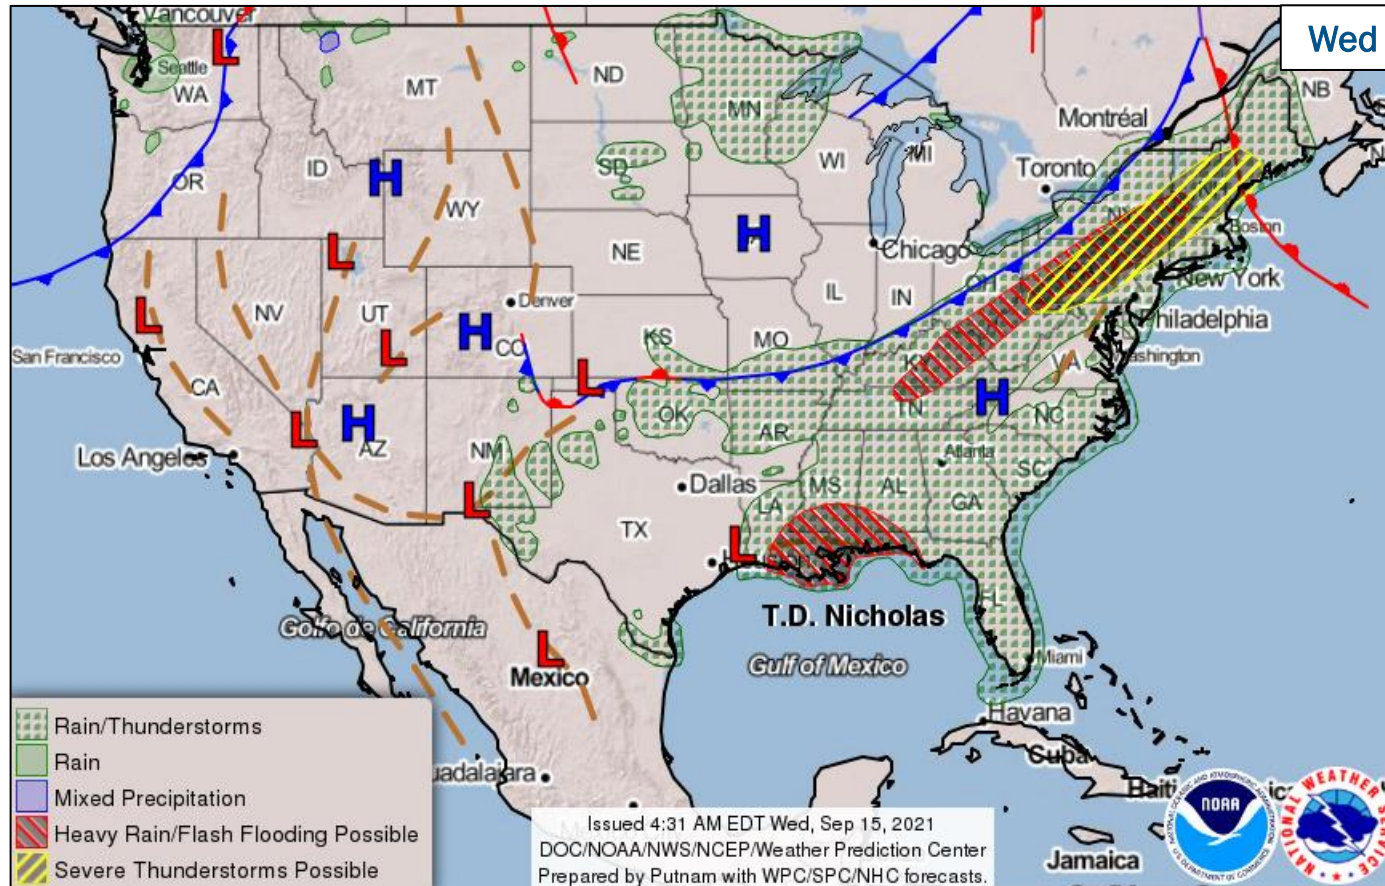 Wed
Vancouver
L
Seattle
WA
MT
ND
MN
Montréal
NB
OR
ID
H
WY
SD
WI
MI
Toronto
NY
NH
Boston
L
NE
H
Chicago
New York
L
NV
UT
Denver
IL
IN
OH
Philadelphia
San Francisco
L
H
CO
KS
MO
KY
VA
Washington
CA
L
H
AZ
L
OK
TN
H
NC
Los Angeles
NM
AR
Atlanta
SC
L
Dallas
LA
MS
AL
GA
TX
L
FL
T.D. Nicholas
Golfo de California
Gulf of Mexico
Miami
L
Mexico
Havana
Cuba
Rain/Thunderstorms
Rain
Mixed Precipitation
Heavy Rain/Flash Flooding Possible
Severe Thunderstorms Possible
uadalajara
Issued 4:31 AM EDT Wed, Sep 15, 2021
DOC/NOAA/NWS/NCEP/Weather Prediction Center
Prepared by Putnam with WPC/SPC/NHC forecasts.
Haiti
Jamaica
NOAA
NATIONAL WEATHER SERVICE